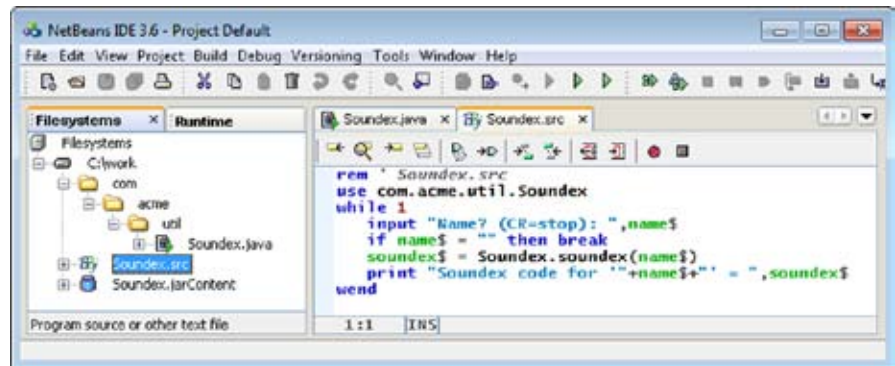 NetBeans IDE 3.6 - Project Default
File Edit View Project Build Debug Versioning Tools Window Help
Filesystems × Runtime
Filesystems
C:\work
com
acme
util
Soundex.java
Soundex.src
Soundex.jarContent
Program source or other text file
Soundex.java × Soundex.src ×
rem ' Soundex.src
use com.acme.util.Soundex
while 1
input "Name? (CR=stop): ",name$
if name$ = "" then break
soundex$ = Soundex.soundex(name$)
print "Soundex code for '"+name$+"' = ",soundex$
wend
1:1 INS